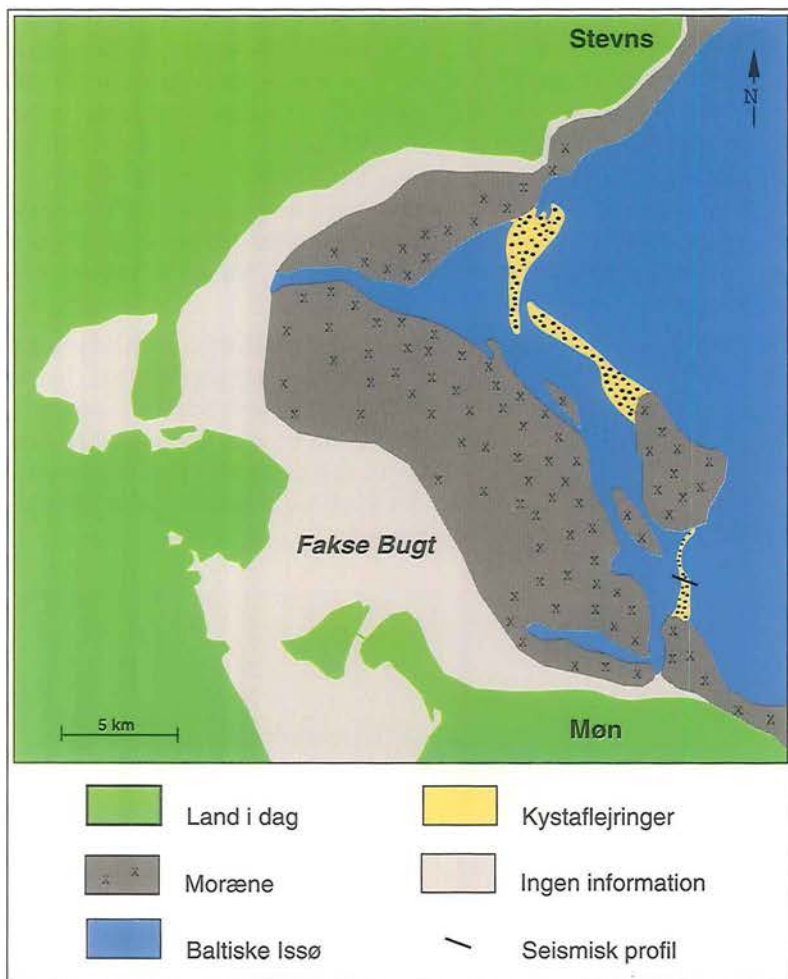 Stevns
N
Fakse Bugt
5 km
Møn
Land i dag
Kystaflejringer
Moræne
Ingen information
Baltiske Issø
Seismisk profil